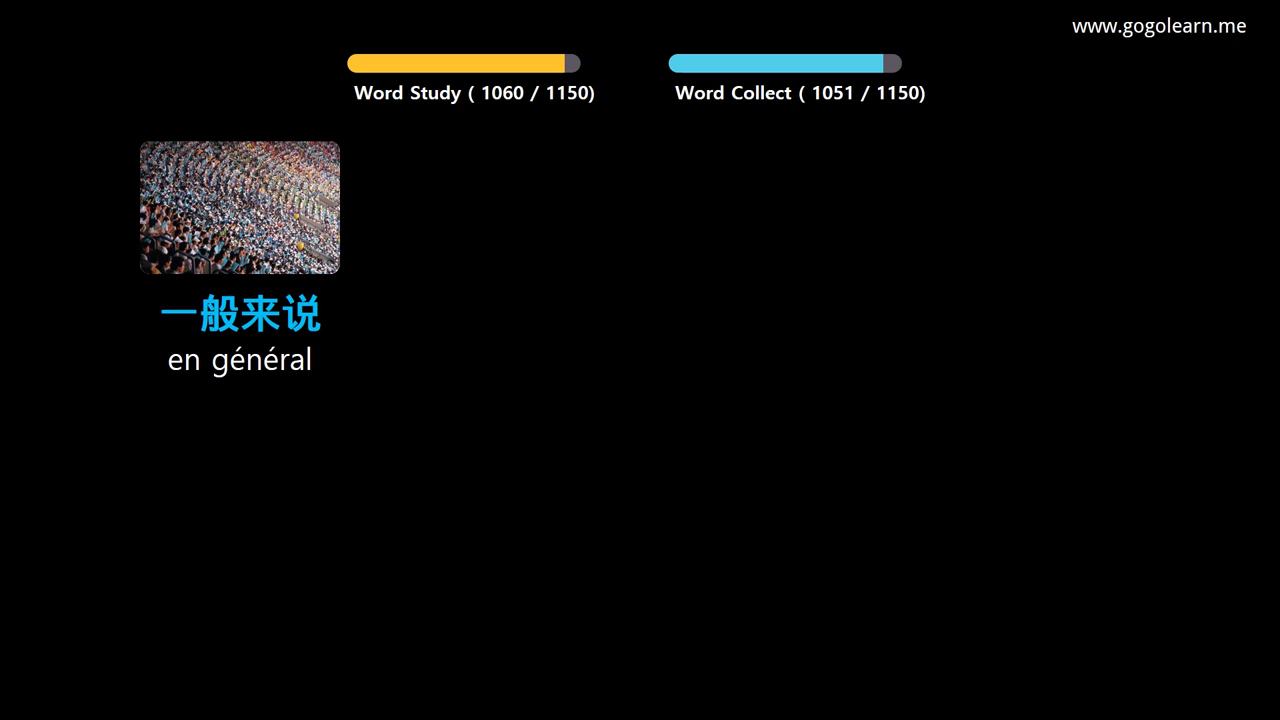 www.gogolearn.me
Word Study ( 1060 / 1150)
Word Collect ( 1051 / 1150)
一般来说
en général